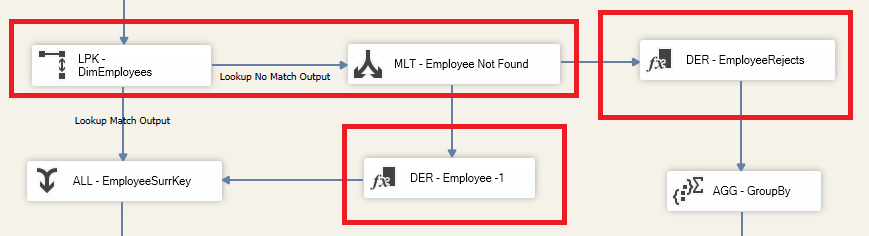 LPK -
DimEmployees
Lookup No Match Output
MLT - Employee Not Found
DER - EmployeeRejects
Lookup Match Output
ALL - EmployeeSurrKey
DER - Employee -1
AGG - GroupBy